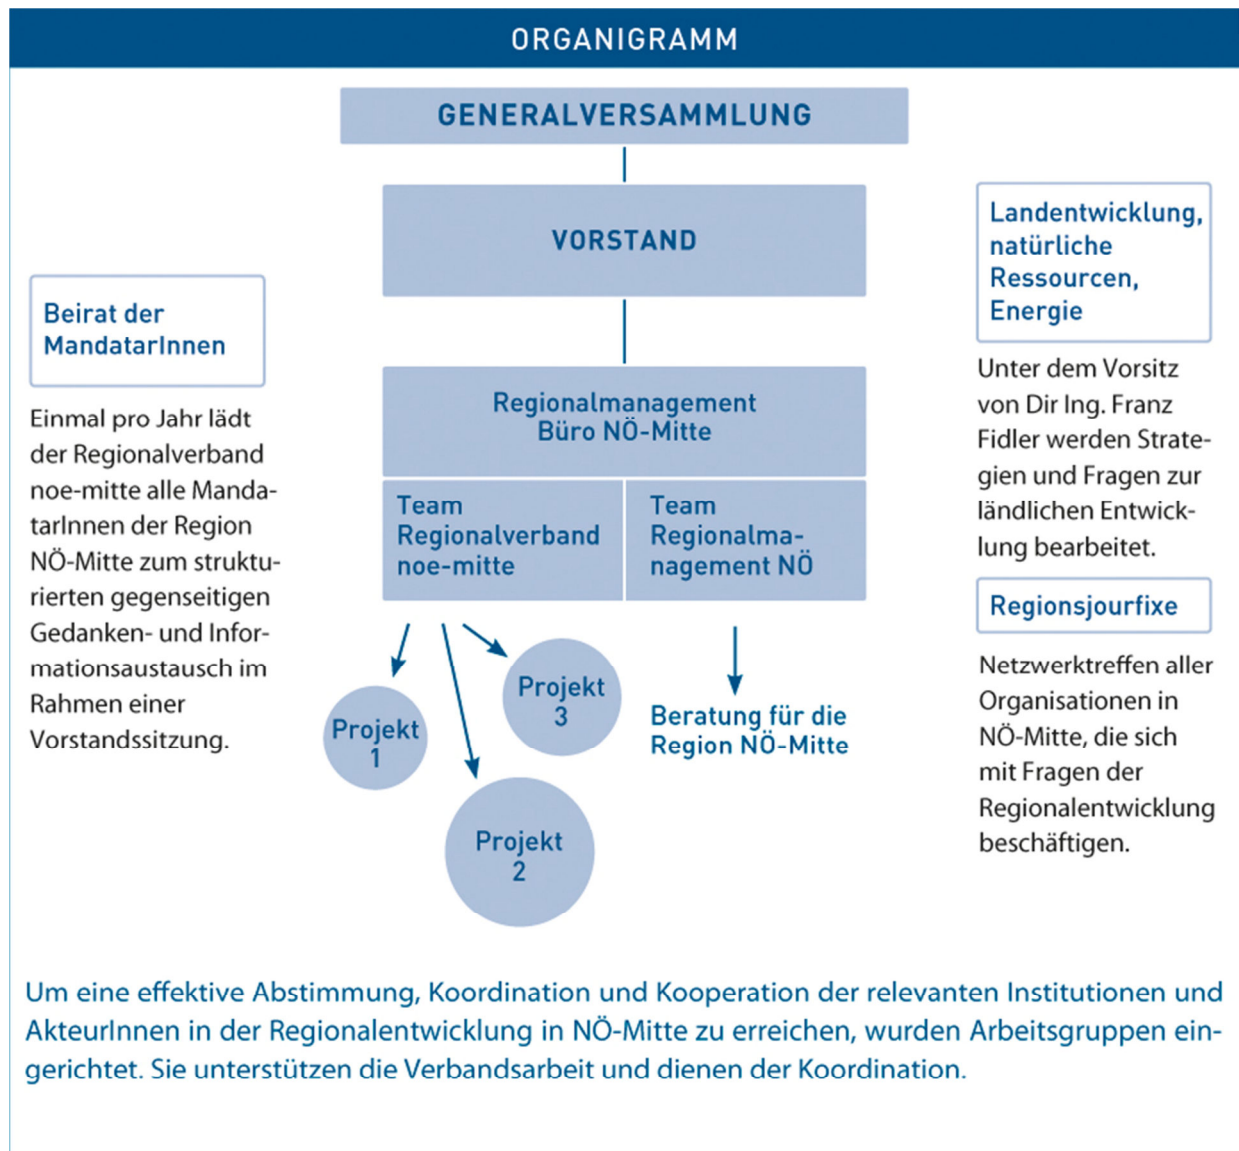 ORGANIGRAMM
GENERALVERSAMMLUNG
VORSTAND
Regionalmanagement
Büro NÖ-Mitte
Team
Regionalverband
noe-mitte
Team
Regionalma-
nagement NÖ
Projekt
1
Projekt
2
Projekt
3
Beratung für die
Region NÖ-Mitte
Beirat der
MandatarInnen
Einmal pro Jahr lädt
der Regionalverband
noe-mitte alle Manda-
tarInnen der Region
NÖ-Mitte zum struktu-
rierten gegenseitigen
Gedanken- und Infor-
mationsaustausch im
Rahmen einer
Vorstandssitzung.
Landentwicklung,
natürliche
Ressourcen,
Energie
Unter dem Vorsitz
von Dir Ing. Franz
Fidler werden Strate-
gien und Fragen zur
ländlichen Entwick-
lung bearbeitet.
Regionsjourfixe
Netzwerktreffen aller
Organisationen in
NÖ-Mitte, die sich
mit Fragen der
Regionalentwicklung
beschäftigen.
Um eine effektive Abstimmung, Koordination und Kooperation der relevanten Institutionen und
AkteurInnen in der Regionalentwicklung in NÖ-Mitte zu erreichen, wurden Arbeitsgruppen ein-
gerichtet. Sie unterstützen die Verbandsarbeit und dienen der Koordination.